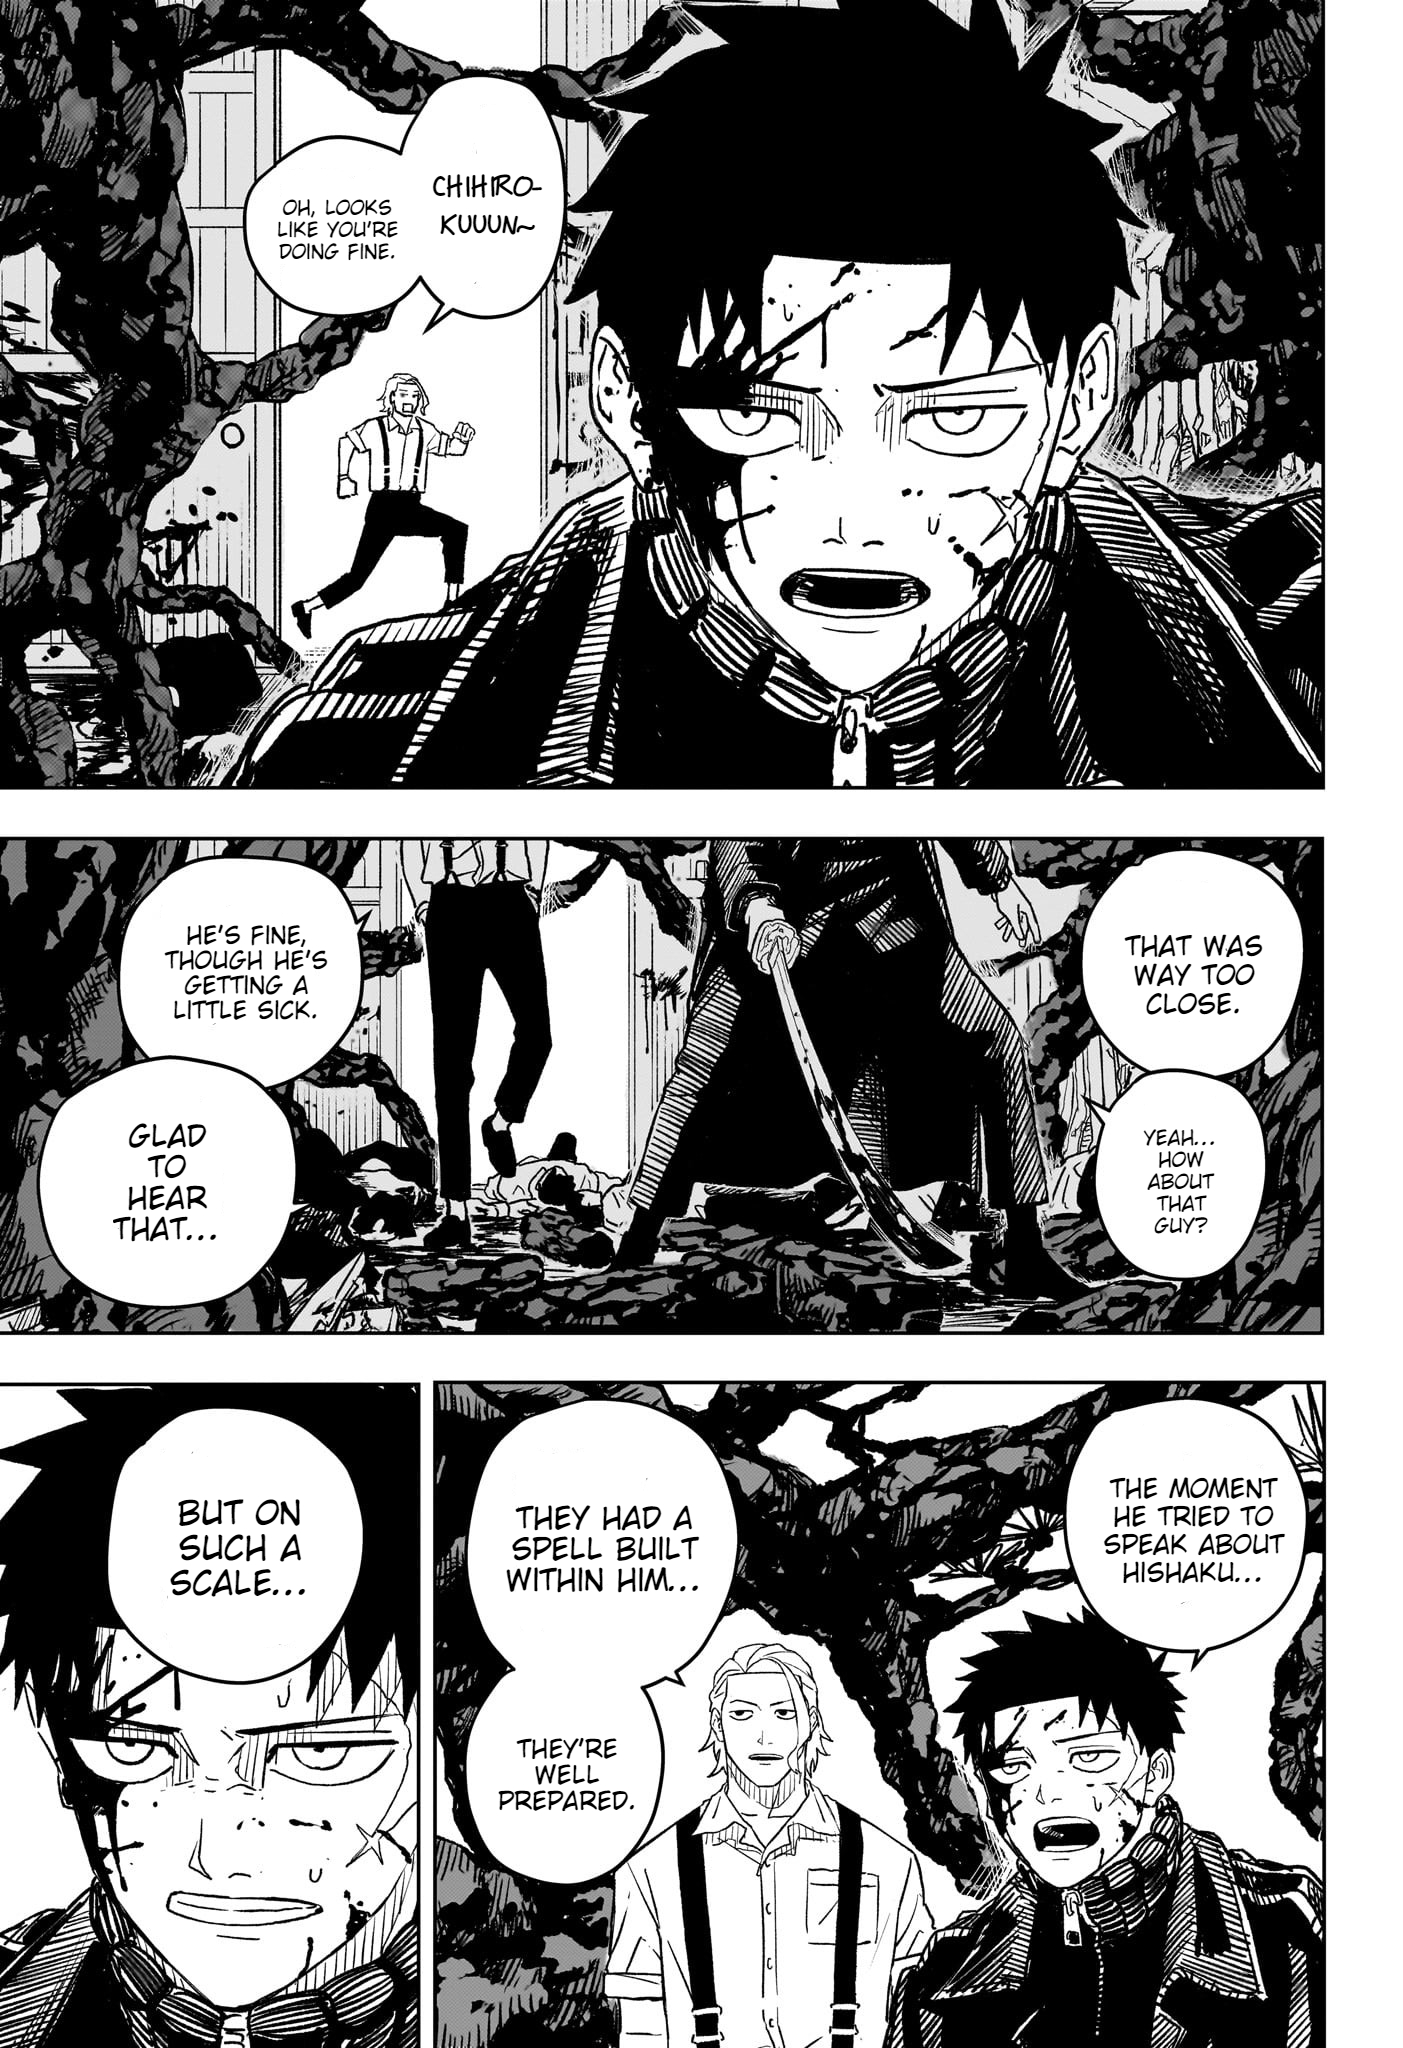 CHIHIRO-
KUUUN~
OH, LOOKS
LIKE YOU'RE
DOING FINE.
THAT WAS
WAY TOO
CLOSE.
YEAH...
HOW
ABOUT
THAT
GUY?
HE'S FINE,
THOUGH HE'S
GETTING A
LITTLE SICK.
GLAD
TO
HEAR
THAT...
THE MOMENT
HE TRIED TO
SPEAK ABOUT
HISHAKU...
THEY HAD A
SPELL BUILT
WITHIN HIM...
THEY'RE
WELL
PREPARED.
BUT ON
SUCH A
SCALE...